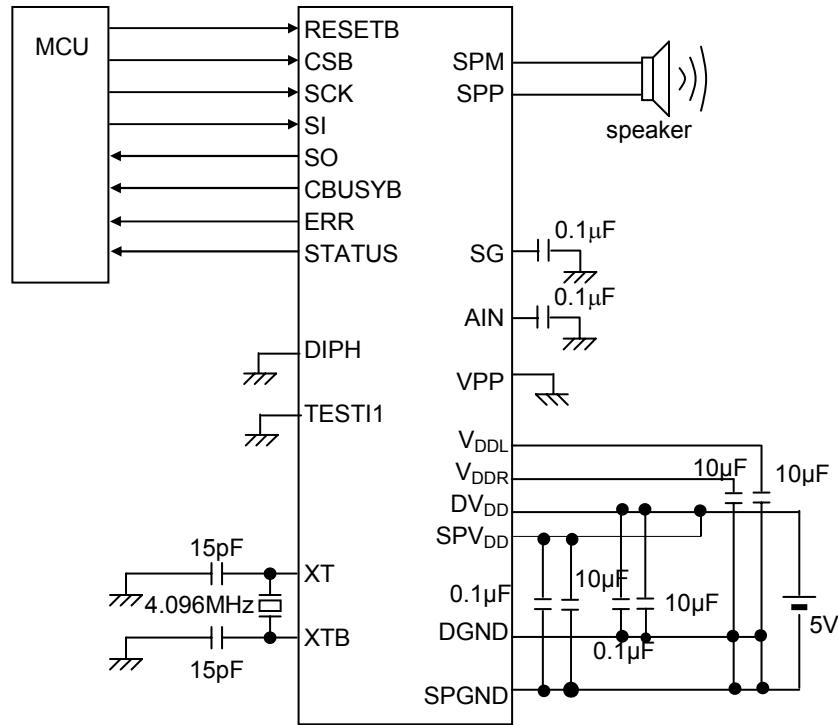 MCU
RESETB
CSB
SCK
SI
SO
CBUSYB
ERR
STATUS
DIPH
TESTI1
15pF
XT
4.096MHz
XTB
15pF
SPM
SPP
speaker
SG
0.1μF
AIN
0.1μF
VPP
VDDL
VDDR
10μF
10μF
DVDD
SPVDD
0.1μF
10μF
10μF
DGND
0.1μF
5V
SPGND